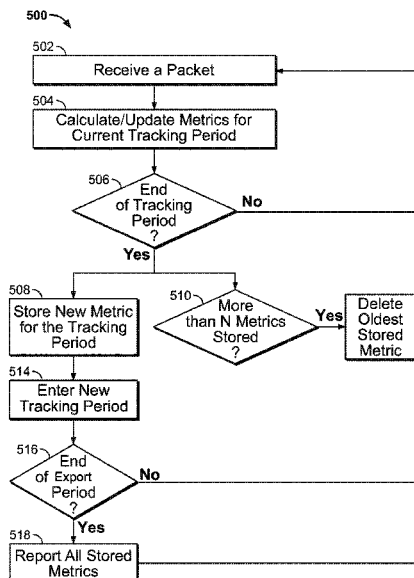 500
502
Receive a Packet
504
Calculate/Update Metrics for
Current Tracking Period
506
End
of Tracking
Period
?
No
Yes
508
Store New Metric
for the Tracking
Period
510
More
than N Metrics
Stored
?
Yes
Delete
Oldest
Stored
Metric
514
Enter New
Tracking Period
516
End
of Export
Period
?
No
Yes
518
Report All Stored
Metrics